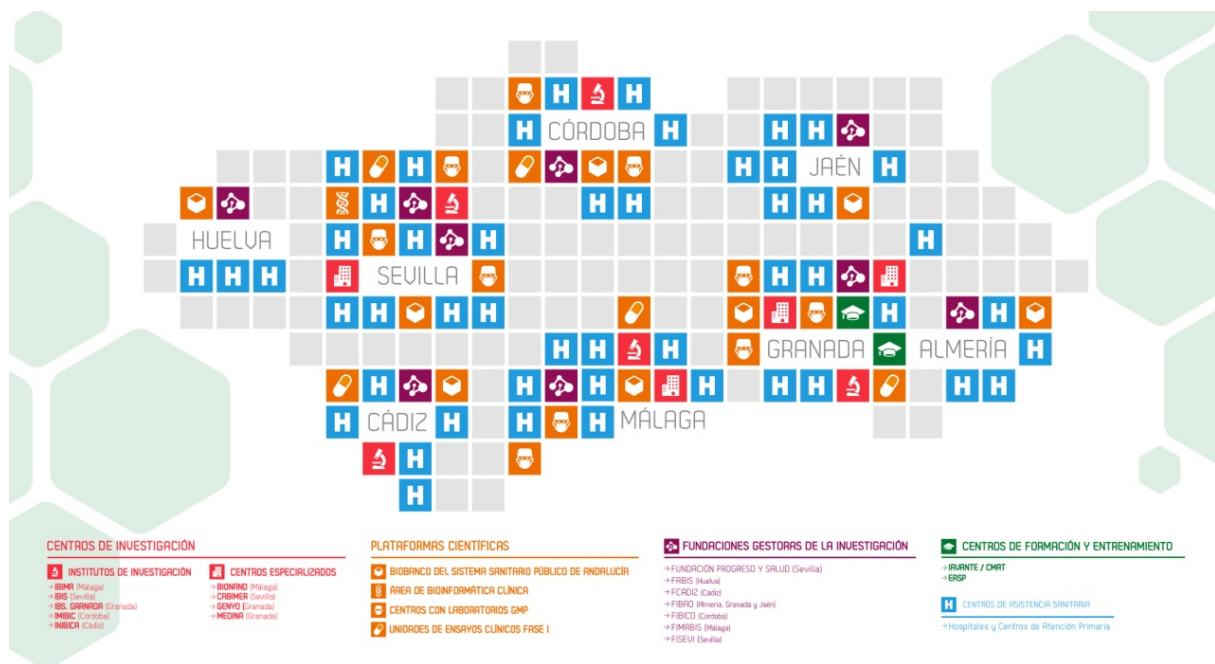 CÓRDOBA
JAÉN
HUELVA
SEVILLA
GRANADA
ALMERÍA
CÁDIZ
MÁLAGA
CENTROS DE INVESTIGACIÓN
INSTITUTOS DE INVESTIGACIÓN
→ IBIMA (Málaga)
→ IBIS (Sevilla)
→ IBS. GRANADA (Granada)
→ IMIBIC (Córdoba)
→ INIBICA (Cádiz)
CENTROS ESPECIALIZADOS
→ BIONAND (Málaga)
→ CABIMER (Sevilla)
→ GENYO (Granada)
→ MEDINA (Granada)
PLATAFORMAS CIENTÍFICAS
BIOBANCO DEL SISTEMA SANITARIO PÚBLICO DE ANDALUCÍA
ÁREA DE BIOINFORMÁTICA CLÍNICA
CENTROS CON LABORATORIOS GMP
UNIDADES DE ENSAYOS CLÍNICOS FASE I
FUNDACIONES GESTORAS DE LA INVESTIGACIÓN
→ FUNDACIÓN PROGRESO Y SALUD (Sevilla)
→ FABIS (Huelva)
→ FCÁDIZ (Cádiz)
→ FIBAO (Almería, Granada y Jaén)
→ FIBICO (Córdoba)
→ FIMABIS (Málaga)
→ FISEVI (Sevilla)
CENTROS DE FORMACIÓN Y ENTRENAMIENTO
→ IAVANTE / CMAT
→ EASP
H CENTROS DE ASISTENCIA SANITARIA
→ Hospitales y Centros de Atención Primaria